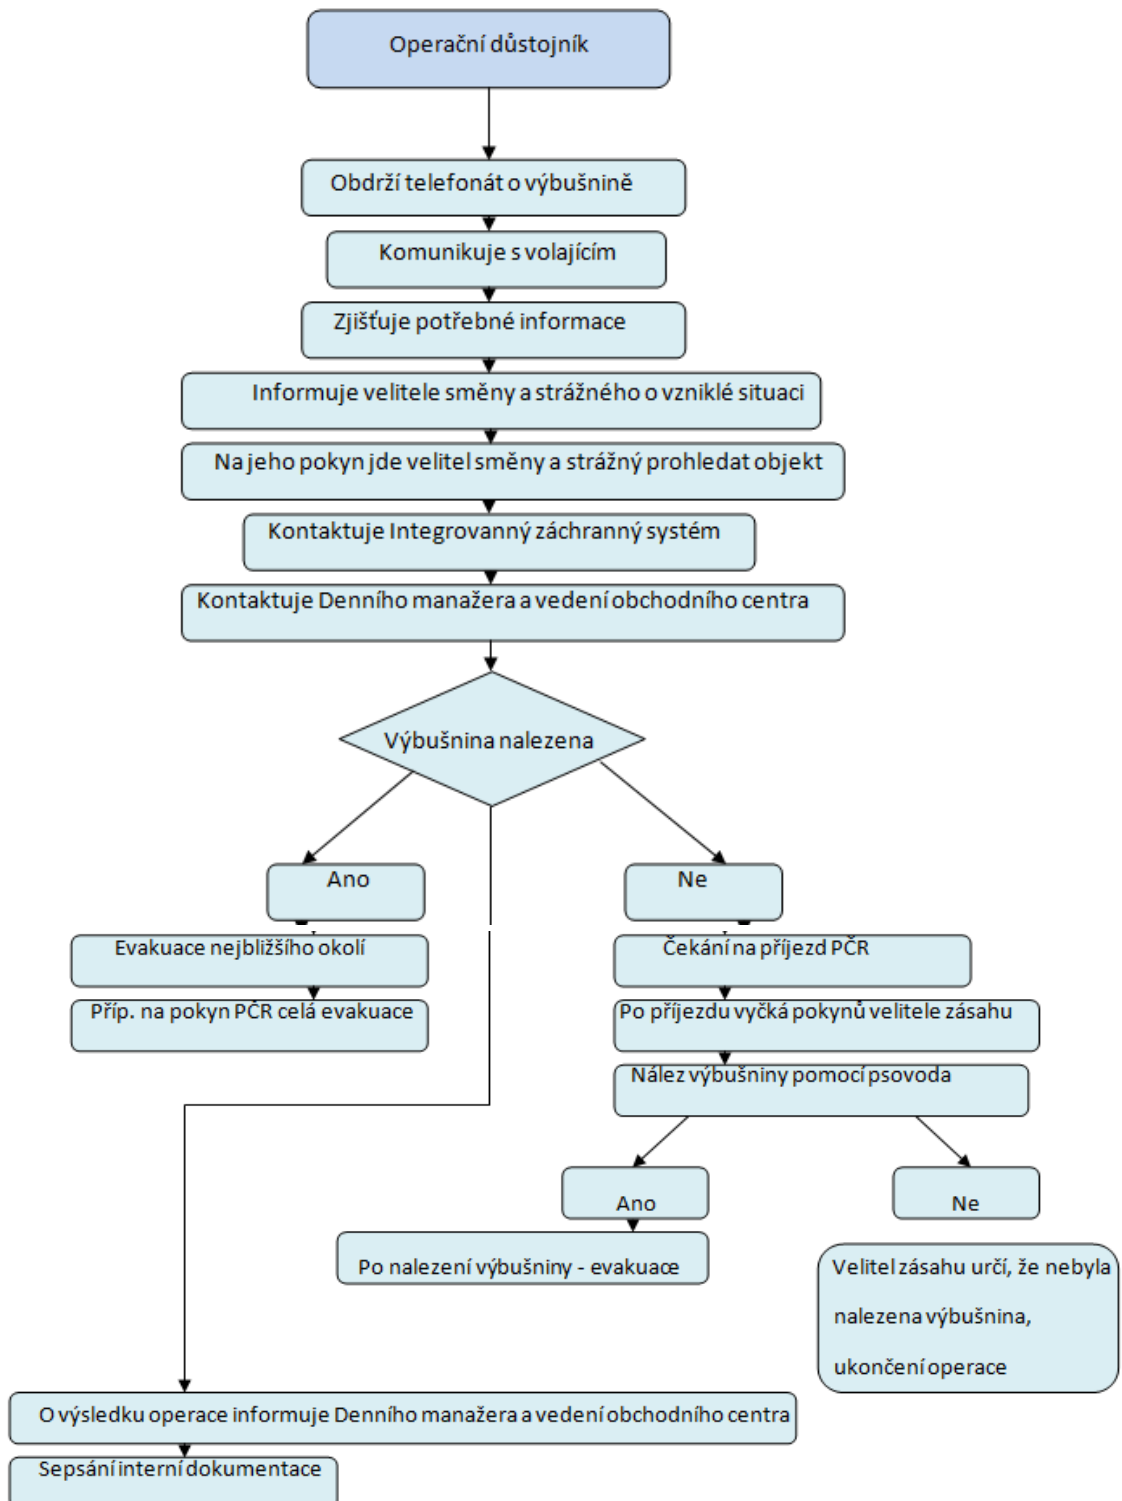 Operační důstojník
Obdrží telefonát o výbušnině
Komunikuje s volajícím
Zjišťuje potřebné informace
Informuje velitele směny a strážného o vzniklé situaci
Na jeho pokyn jde velitel směny a strážný prohledat objekt
Kontaktuje Integrovanný záchranný systém
Kontaktuje Denního manažera a vedení obchodního centra
Výbušnina nalezena
Ano
Ne
Evakuace nejbližšího okolí
Čekání na příjezd PČR
Příp. na pokyn PČR celá evakuace
Po příjezdu vyčká pokynů velitele zásahu
Nález výbušniny pomocí psovoda
Ano
Ne
Po nalezení výbušniny - evakuace
Velitel zásahu určí, že nebyla
nalezena výbušnina,
ukončení operace
O výsledku operace informuje Denního manažera a vedení obchodního centra
Sepsání interní dokumentace